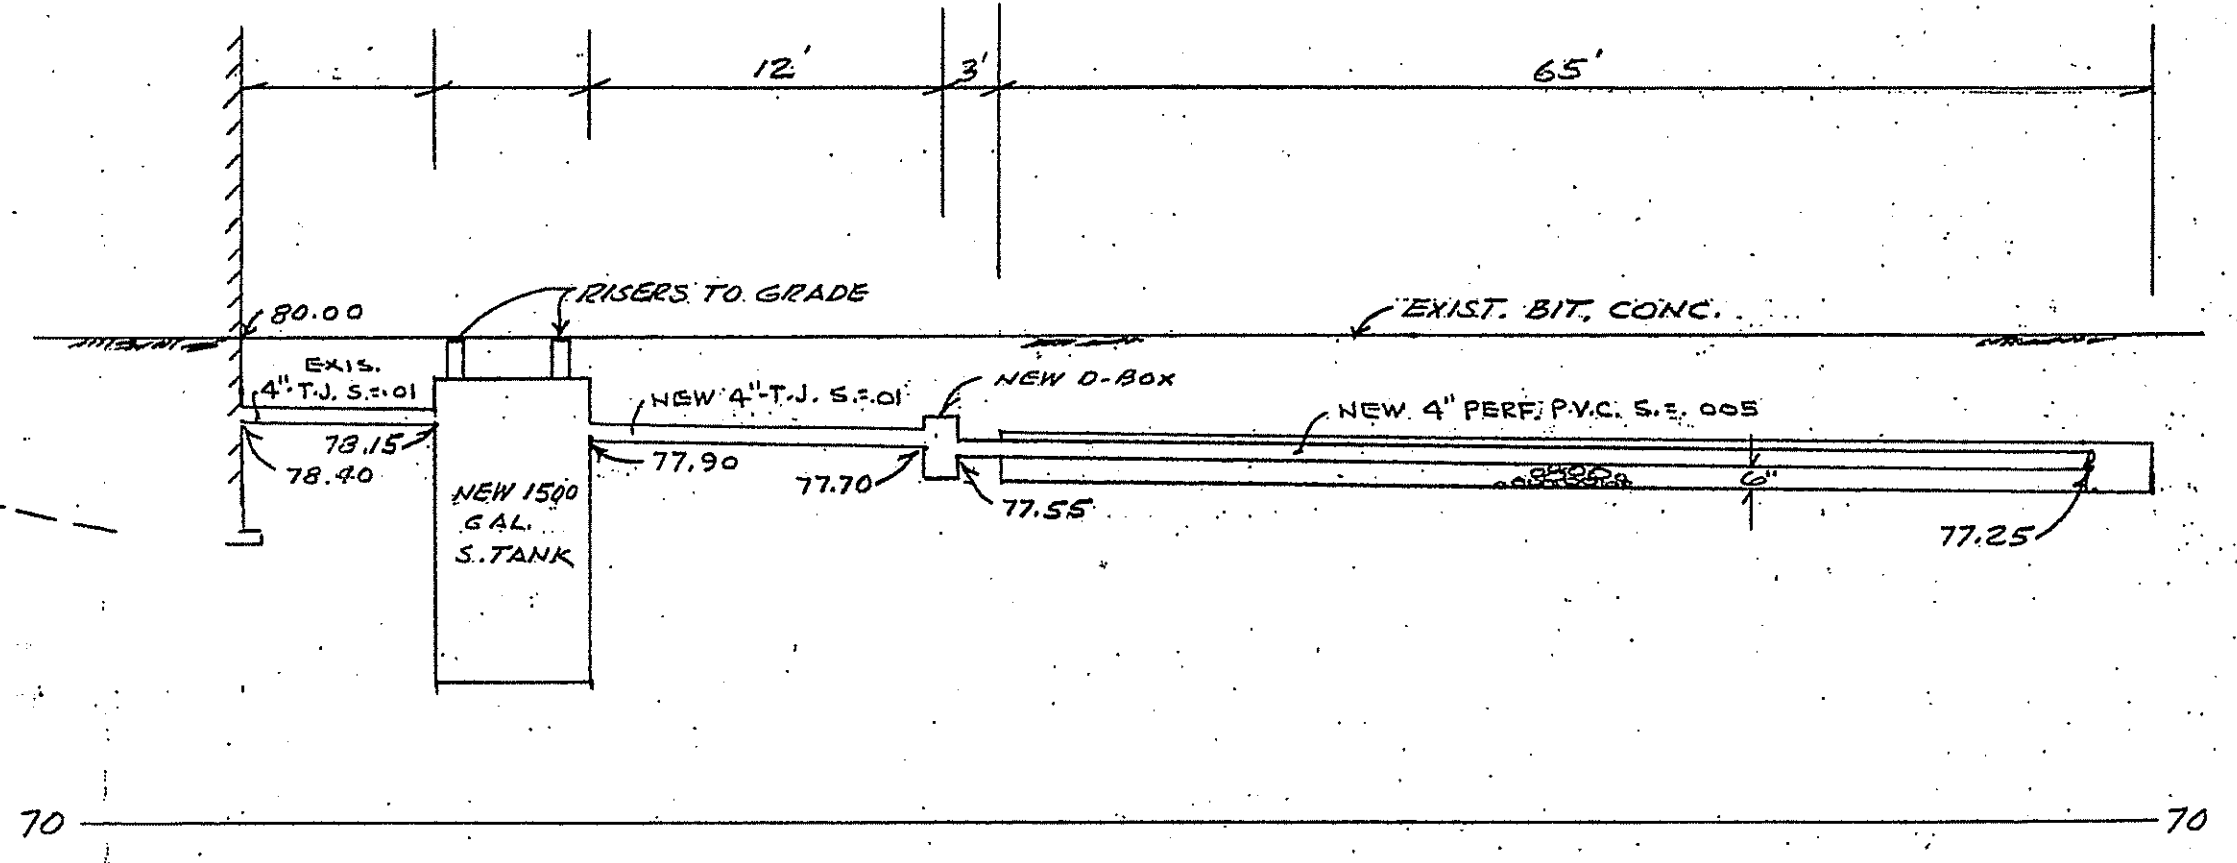 12'
3'
65'
RISERS TO GRADE
80.00
EXIST. BIT. CONC.
EXIS.
4"-T.J. S.=.01
NEW D-BOX
NEW 4"-T.J. S.=.01
NEW 4" PERF. P.V.C. S.=.005
78.15
78.40
77.90
77.70
77.55
6"
77.25
NEW 1500
GAL.
S. TANK
70
70